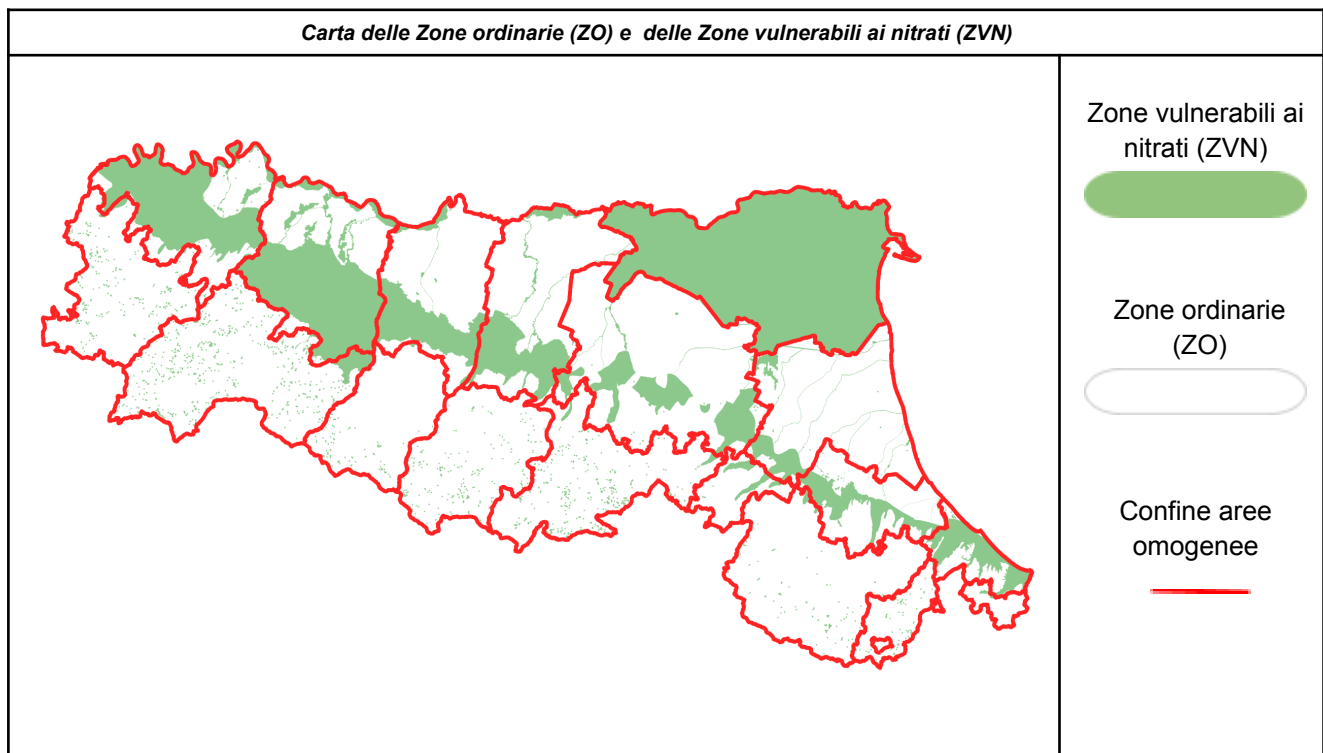 Carta delle Zone ordinarie (ZO) e delle Zone vulnerabili ai nitrati (ZVN)
Zone vulnerabili ai
nitrati (ZVN)
Zone ordinarie
(ZO)
Confine aree
omogenee